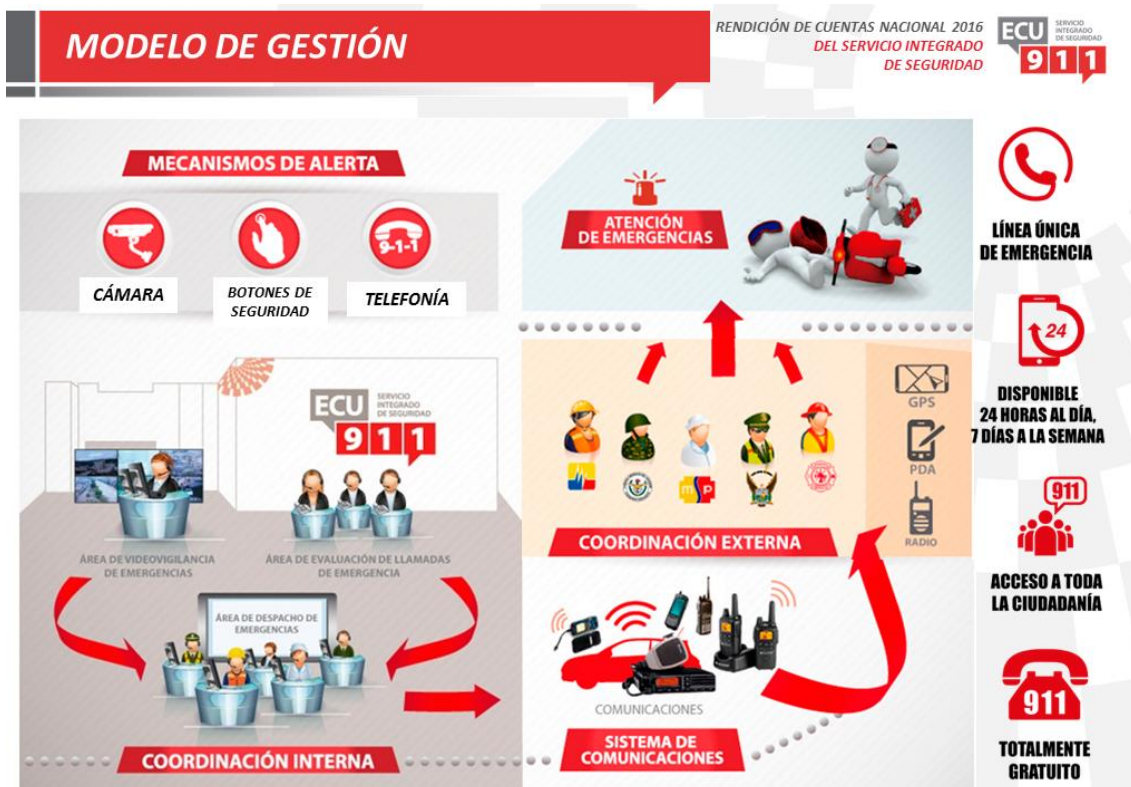 MODELO DE GESTIÓN
RENDICIÓN DE CUENTAS NACIONAL 2016
DEL SERVICIO INTEGRADO
DE SEGURIDAD
ECU
911
SERVICIO
INTEGRADO
DE SEGURIDAD
MECANISMOS DE ALERTA
9-1-1
CÁMARA
BOTONES DE
SEGURIDAD
TELEFONÍA
ECU
911
SERVICIO
INTEGRADO
DE SEGURIDAD
ÁREA DE VIDEOVIGILANCIA
DE EMERGENCIAS
ÁREA DE EVALUACIÓN DE LLAMADAS
DE EMERGENCIA
ÁREA DE DESPACHO DE
EMERGENCIAS
COORDINACIÓN INTERNA
ATENCIÓN
DE EMERGENCIAS
GPS
PDA
RADIO
m p
COORDINACIÓN EXTERNA
COMUNICACIONES
SISTEMA DE
COMUNICACIONES
LÍNEA ÚNICA
DE EMERGENCIA
24
DISPONIBLE
24 HORAS AL DÍA,
7 DÍAS A LA SEMANA
911
ACCESO A TODA
LA CIUDADANÍA
911
TOTALMENTE
GRATUITO